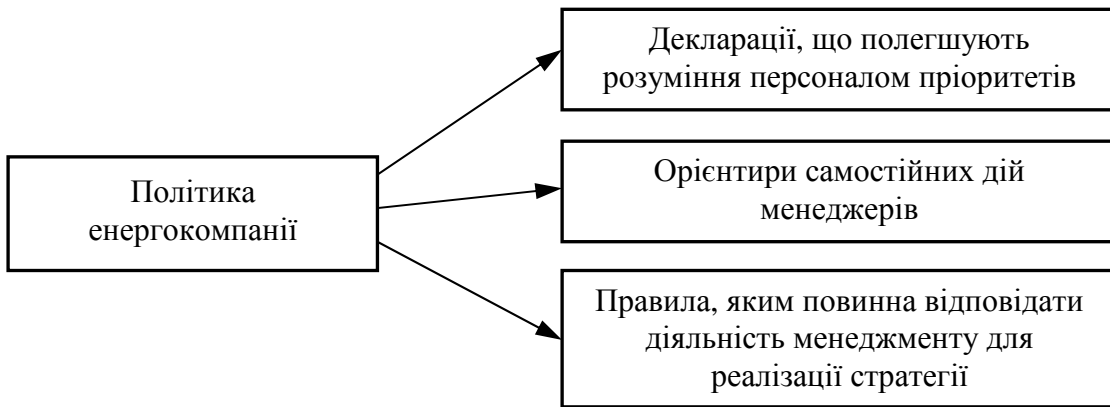 Декларації, що полегшують
розуміння персоналом пріоритетів
Політика
енергокомпанії
Орієнтири самостійних дій
менеджерів
Правила, яким повинна відповідати
діяльність менеджменту для
реалізації стратегії